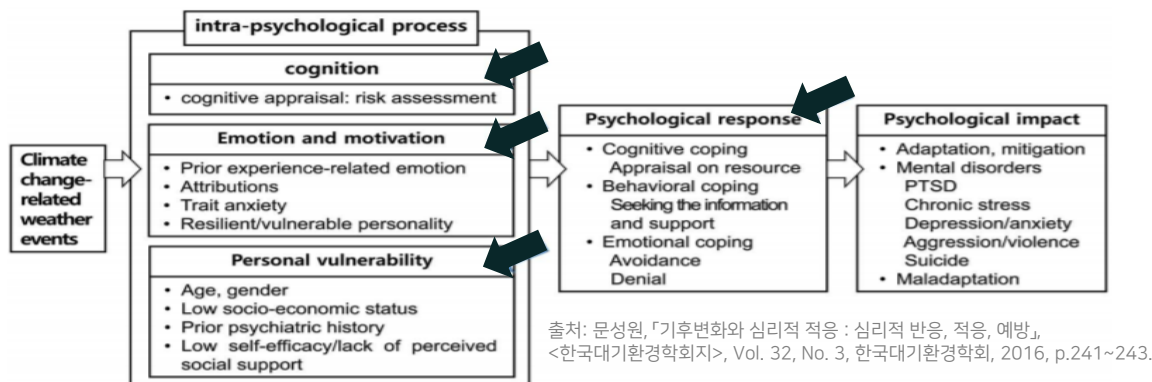 intra-psychological process
cognition
• cognitive appraisal: risk assessment
Emotion and motivation
• Prior experience-related emotion
• Attributions
• Trait anxiety
• Resilient/vulnerable personality
Personal vulnerability
• Age, gender
• Low socio-economic status
• Prior psychiatric history
• Low self-efficacy/lack of perceived
social support
Climate
change-
related
weather
events
Psychological response
• Cognitive coping
Appraisal on resource
• Behavioral coping
Seeking the information
and support
• Emotional coping
Avoidance
Denial
Psychological impact
• Adaptation, mitigation
• Mental disorders
PTSD
Chronic stress
Depression/anxiety
Aggression/violence
Suicide
• Maladaptation
출처: 문성원, 「기후변화와 심리적 적응 : 심리적 반응, 적응, 예방」,
<한국대기환경학회지>, Vol. 32, No. 3, 한국대기환경학회, 2016, p.241~243.